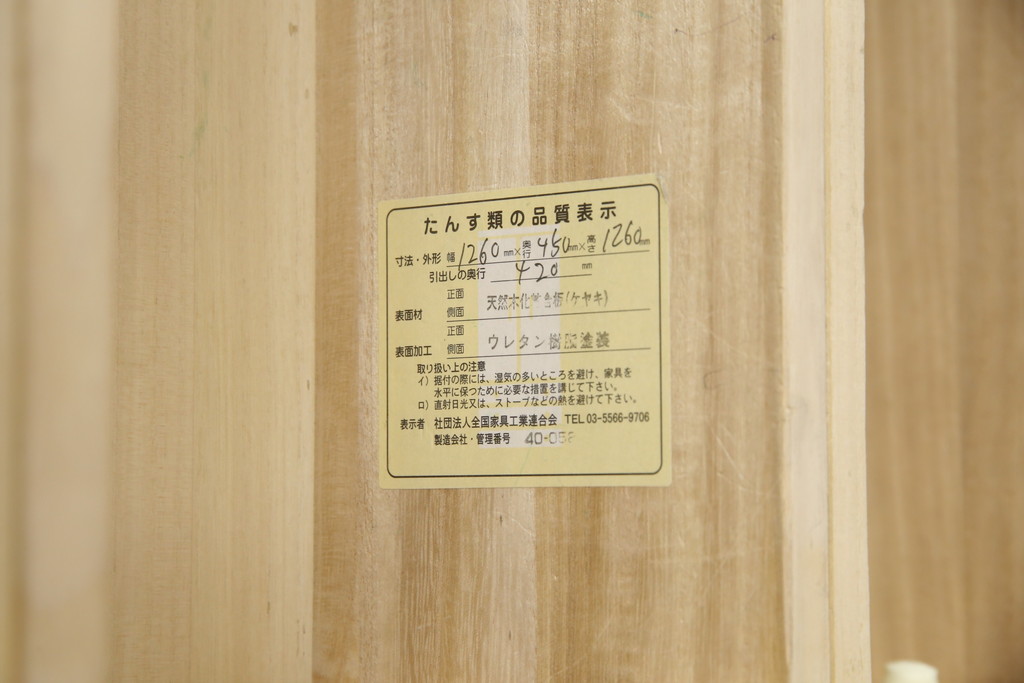 たんす類の品質表示
寸法・外形 幅 1260 mm×奥行 450 mm×高さ 1260 mm
引出しの奥行 420 mm
正面
表面材 側面 天然木化粧合板(ケヤキ)
正面
表面加工 側面 ウレタン樹脂塗装
取り扱い上の注意
イ）据付の際には、湿気の多いところを避け、家具を
水平に保つために必要な措置を講じて下さい。
ロ）直射日光又は、ストーブなどの熱を避けて下さい。
表示者 社団法人全国家具工業連合会 TEL 03-5566-9706
製造会社・管理番号 40-058